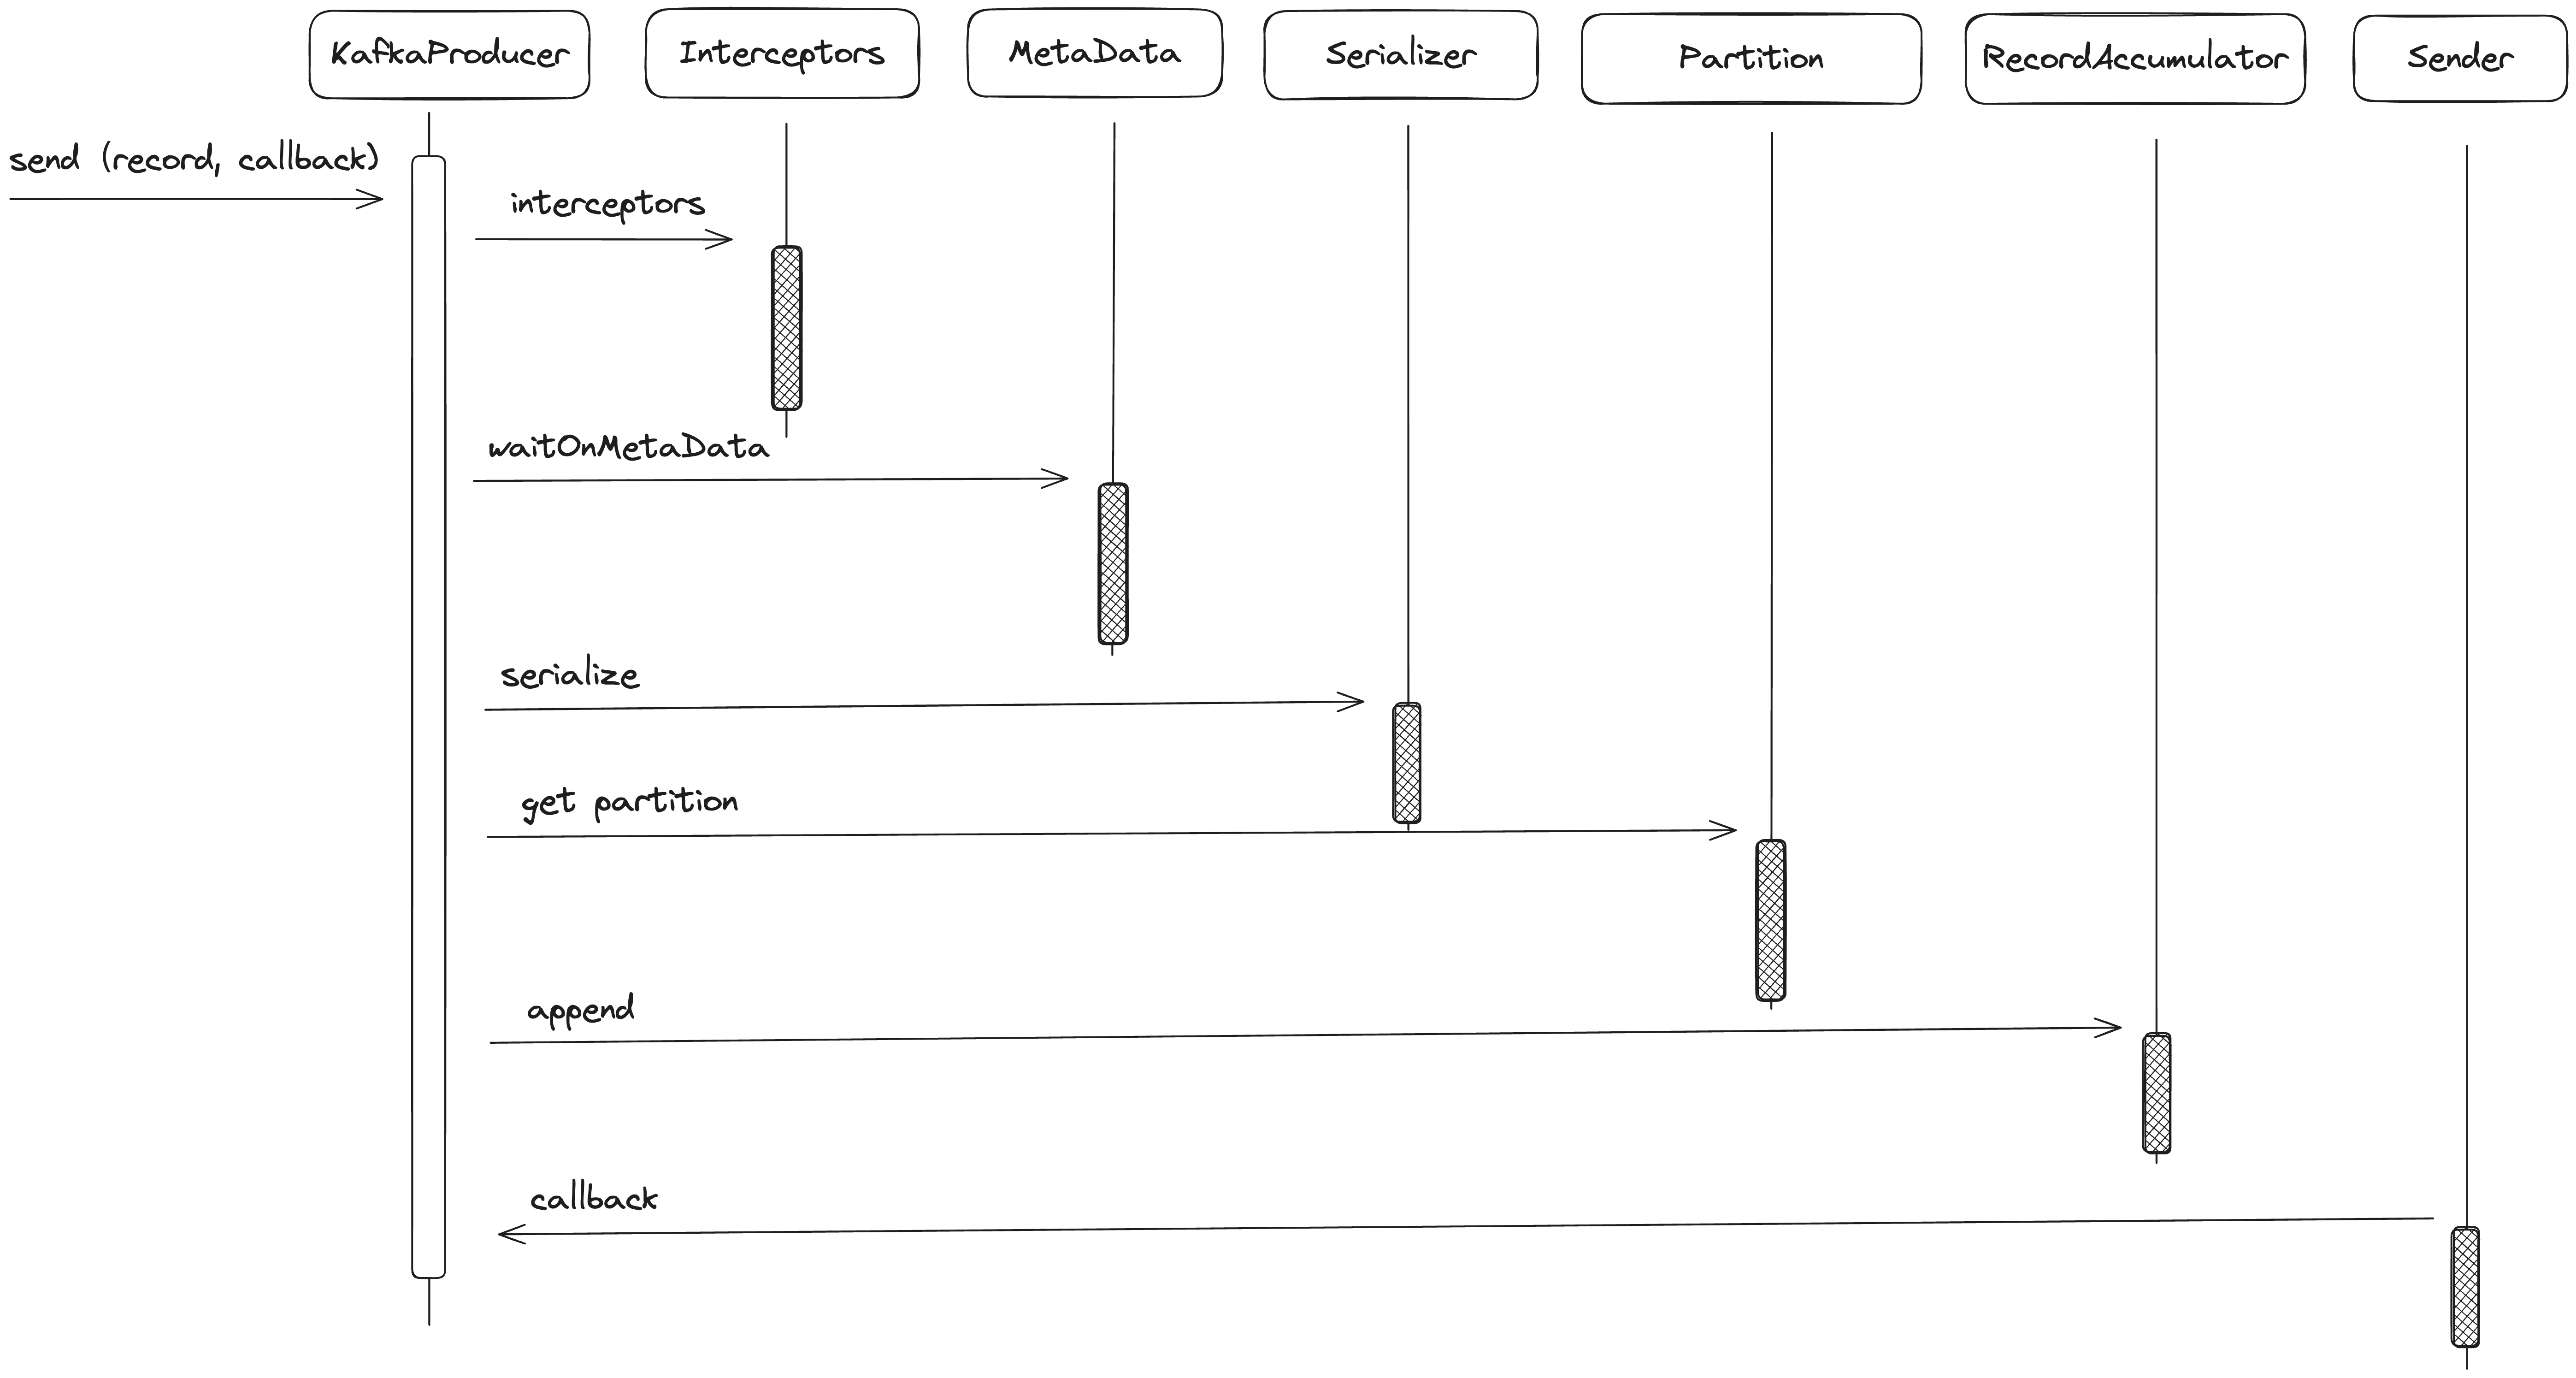 KafkaProducer
Interceptors
MetaData
Serializer
Partition
RecordAccumulator
Sender
send (record, callback)
interceptors
waitOnMetaData
serialize
get partition
append
callback